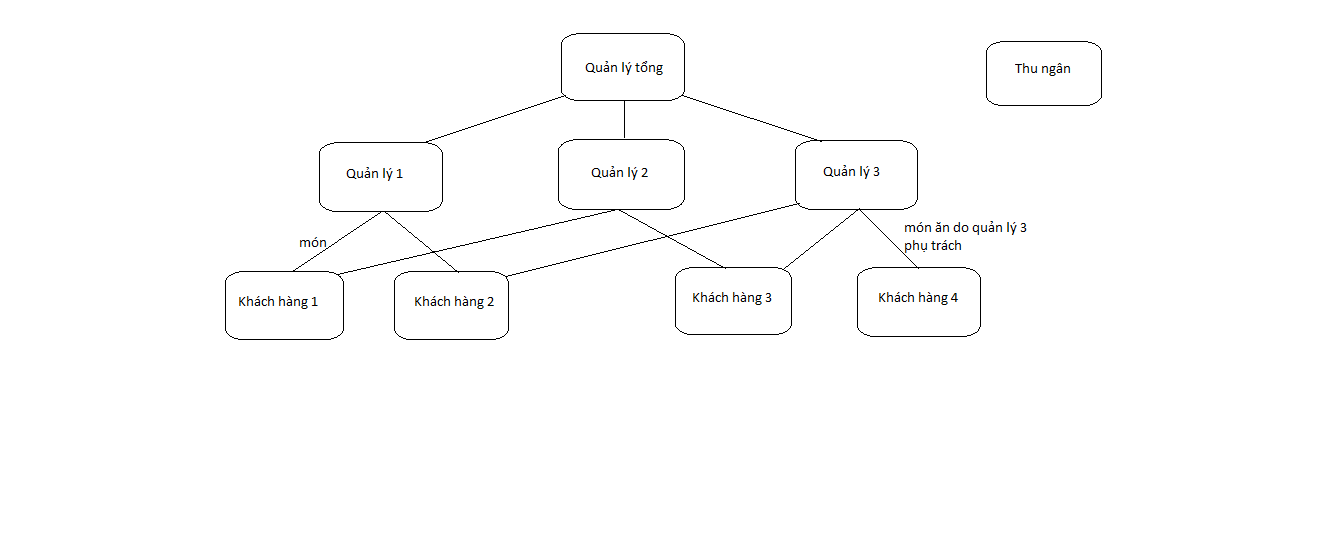 Quản lý tổng
Thu ngân
Quản lý 1
Quản lý 2
Quản lý 3
món
món ăn do quản lý 3
phụ trách
Khách hàng 1
Khách hàng 2
Khách hàng 3
Khách hàng 4